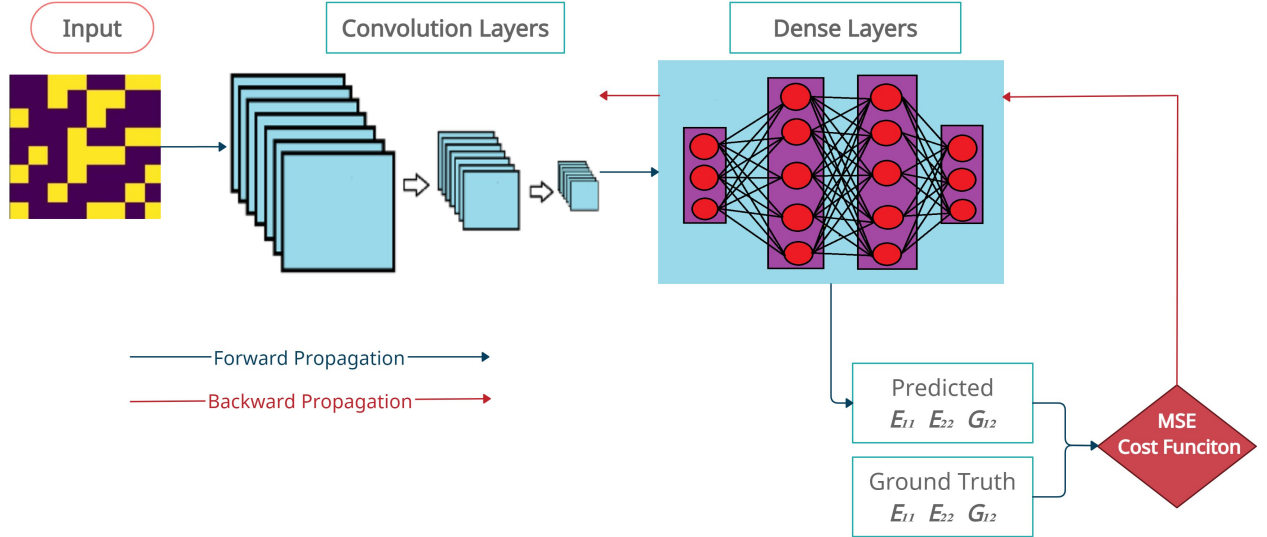 Input
Convolution Layers
Dense Layers
Forward Propagation
Backward Propagation
Predicted
E11 E22 G12
Ground Truth
E11 E22 G12
MSE
Cost Funciton